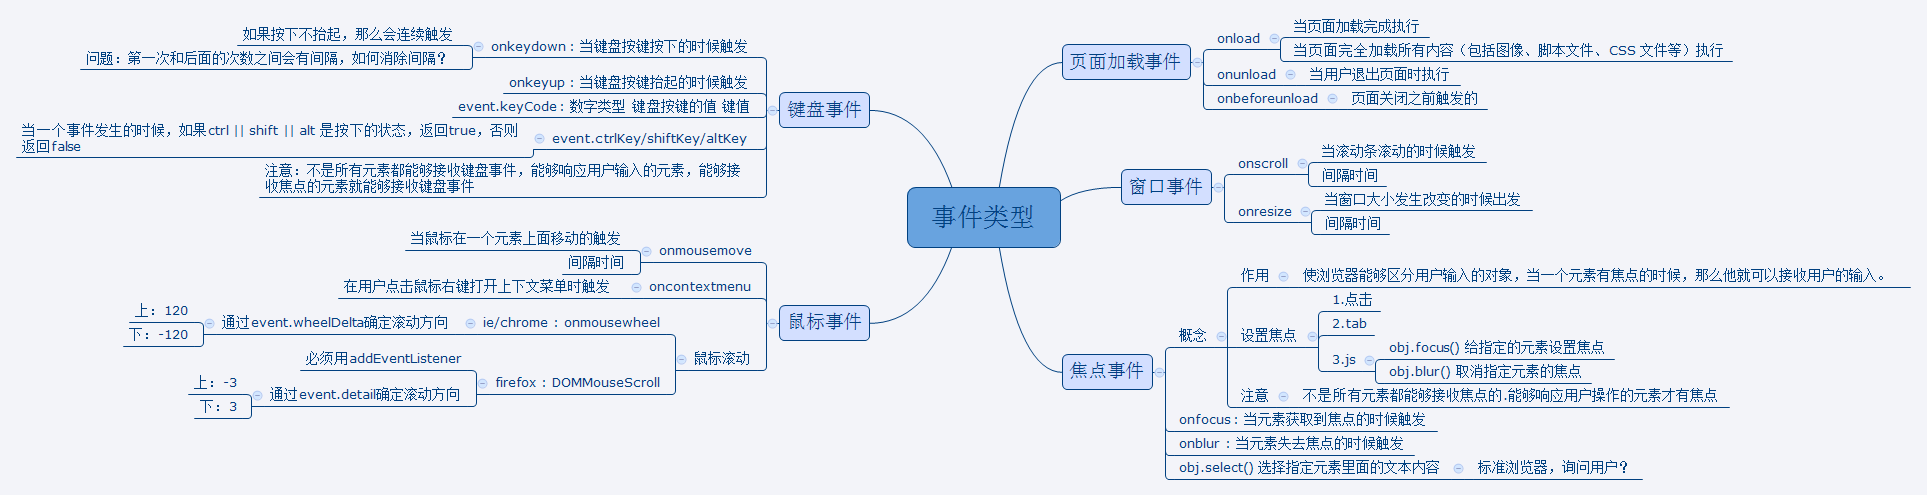 事件类型
键盘事件
onkeydown：当键盘按键按下的时候触发
如果按下不抬起，那么会连续触发
问题：第一次和后面的次数之间会有间隔，如何消除间隔？
onkeyup：当键盘按键抬起的时候触发
event.keyCode：数字类型 键盘按键的值 键值
event.ctrlKey/shiftKey/altKey
当一个事件发生的时候，如果ctrl || shift || alt 是按下的状态，返回true，否则
返回false
注意：不是所有元素都能够接收键盘事件，能够响应用户输入的元素，能够接
收焦点的元素就能够接收键盘事件
鼠标事件
onmousemove
当鼠标在一个元素上面移动的触发
间隔时间
oncontextmenu
在用户点击鼠标右键打开上下文菜单时触发
鼠标滚动
ie/chrome：onmousewheel
通过event.wheelDelta确定滚动方向
上：120
下：-120
firefox：DOMMouseScroll
必须用addEventListener
通过event.detail确定滚动方向
上：-3
下：3
页面加载事件
onload
当页面加载完成执行
当页面完全加载所有内容（包括图像、脚本文件、CSS 文件等）执行
onunload
当用户退出页面时执行
onbeforeunload
页面关闭之前触发的
窗口事件
onscroll
当滚动条滚动的时候触发
间隔时间
onresize
当窗口大小发生改变的时候出发
间隔时间
焦点事件
概念
作用
使浏览器能够区分用户输入的对象，当一个元素有焦点的时候，那么他就可以接收用户的输入。
设置焦点
1.点击
2.tab
3.js
obj.focus() 给指定的元素设置焦点
obj.blur() 取消指定元素的焦点
注意
不是所有元素都能够接收焦点的.能够响应用户操作的元素才有焦点
onfocus：当元素获取到焦点的时候触发
onblur：当元素失去焦点的时候触发
obj.select() 选择指定元素里面的文本内容
标准浏览器，询问用户？